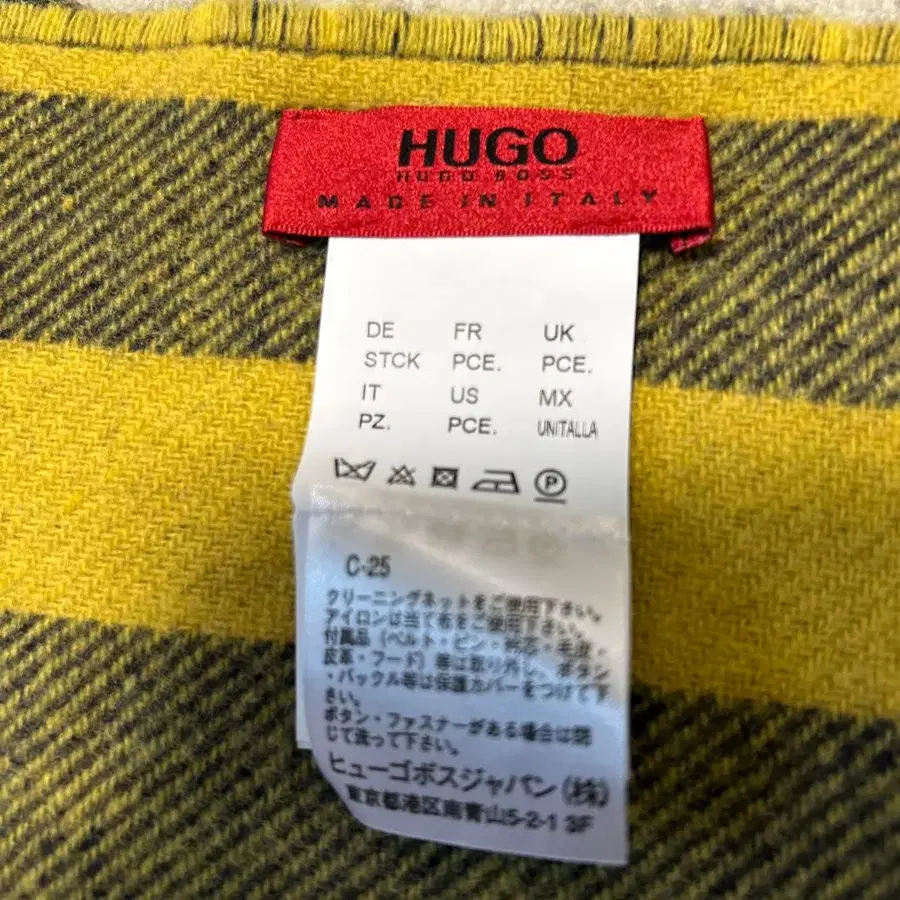 HUGO
HUGO BOSS
MADE IN ITALY
DE FR UK
STCK PCE. PCE.
IT US MX
PZ. PCE. UNITALLA
P
C-25
クリーニングネットをご使用下さい。
アイロンは当て布をご使用下さい。
付属品(ベルト・ピン・
皮革・フード)等は取り外し、ボタン
・バックル等は保護カバーをつけて下
さい。
ボタン・ファスナーがある場合は閉
じて洗って下さい。
ヒューゴボスジャパン(株)
東京都港区南青山5-2-1 3F